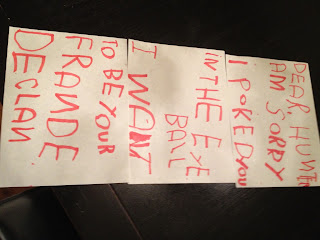 DEAR, HUNTER
AM SORRY
I POKED YOU
IN THE EYE
BALL
I WANT
TO BE YOUR
FRANDE
DECLAN